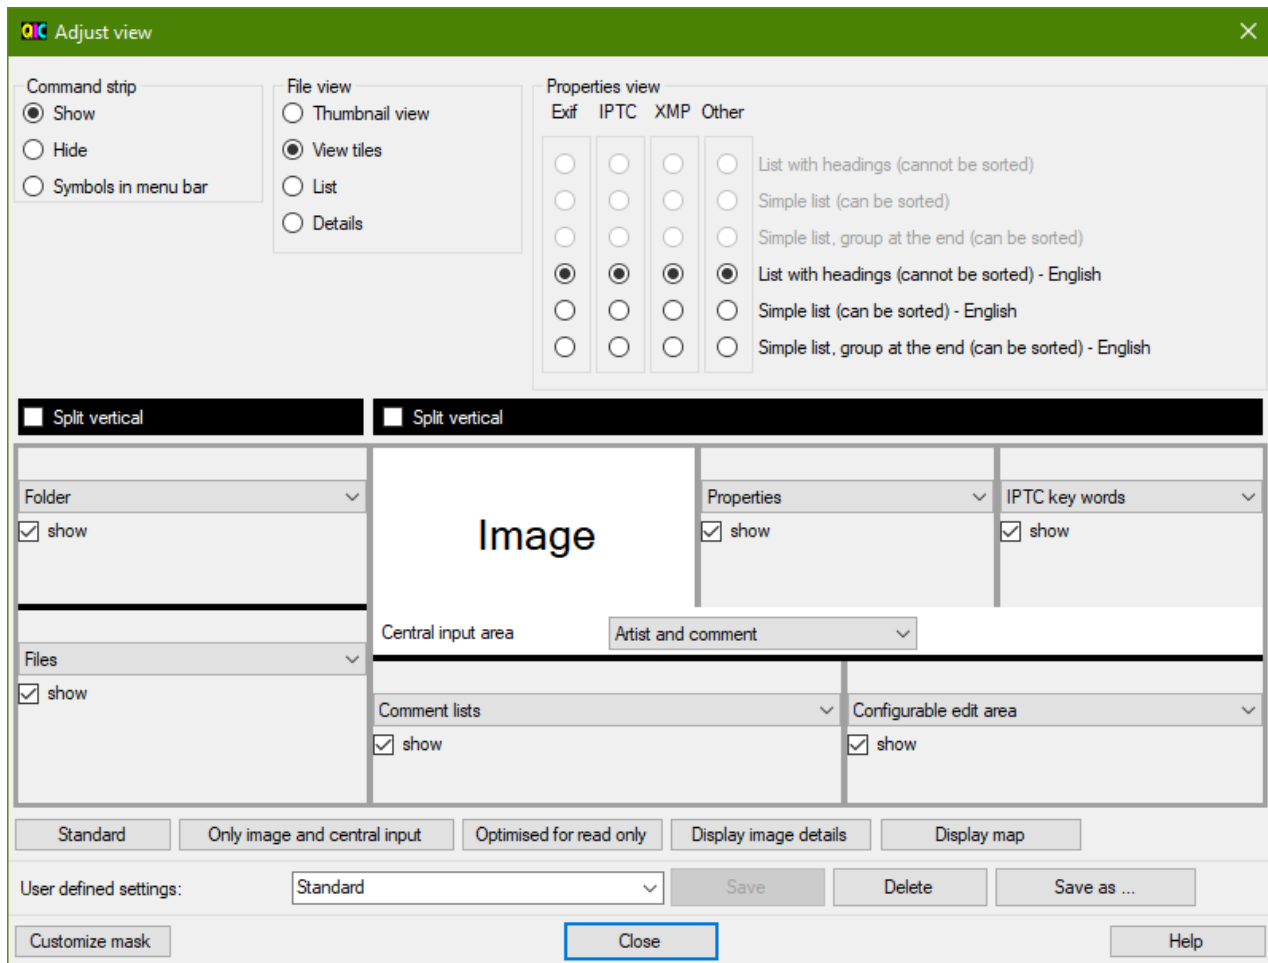 QIC Adjust view
Command strip
Show
Hide
Symbols in menu bar
File view
Thumbnail view
View tiles
List
Details
Properties view
Exif IPTC XMP Other
List with headings (cannot be sorted)
Simple list (can be sorted)
Simple list, group at the end (can be sorted)
List with headings (cannot be sorted) - English
Simple list (can be sorted) - English
Simple list, group at the end (can be sorted) - English
Split vertical
Split vertical
Folder
show
Image
Properties
show
IPTC key words
show
Central input area Artist and comment
Files
show
Comment lists
show
Configurable edit area
show
Standard Only image and central input Optimised for read only Display image details Display map
User defined settings: Standard Save Delete Save as ...
Customize mask Close Help